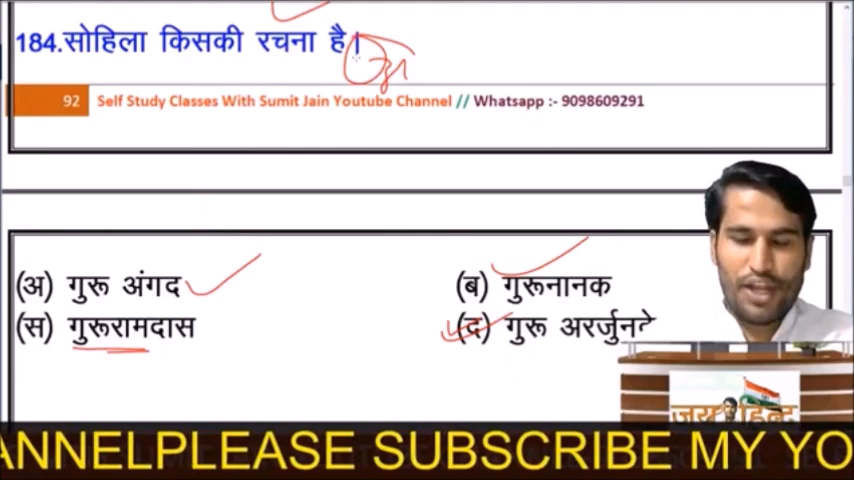 184.सोहिला किसकी रचना है।
92 Self Study Classes With Sumit Jain Youtube Channel // Whatsapp :- 9098609291
(अ) गुरू अंगद (ब) गुरूनानक
(स) गुरूरामदास (द) गुरू अरर्जुनदे
जय हिन्द
ANNELPLEASE SUBSCRIBE MY YO